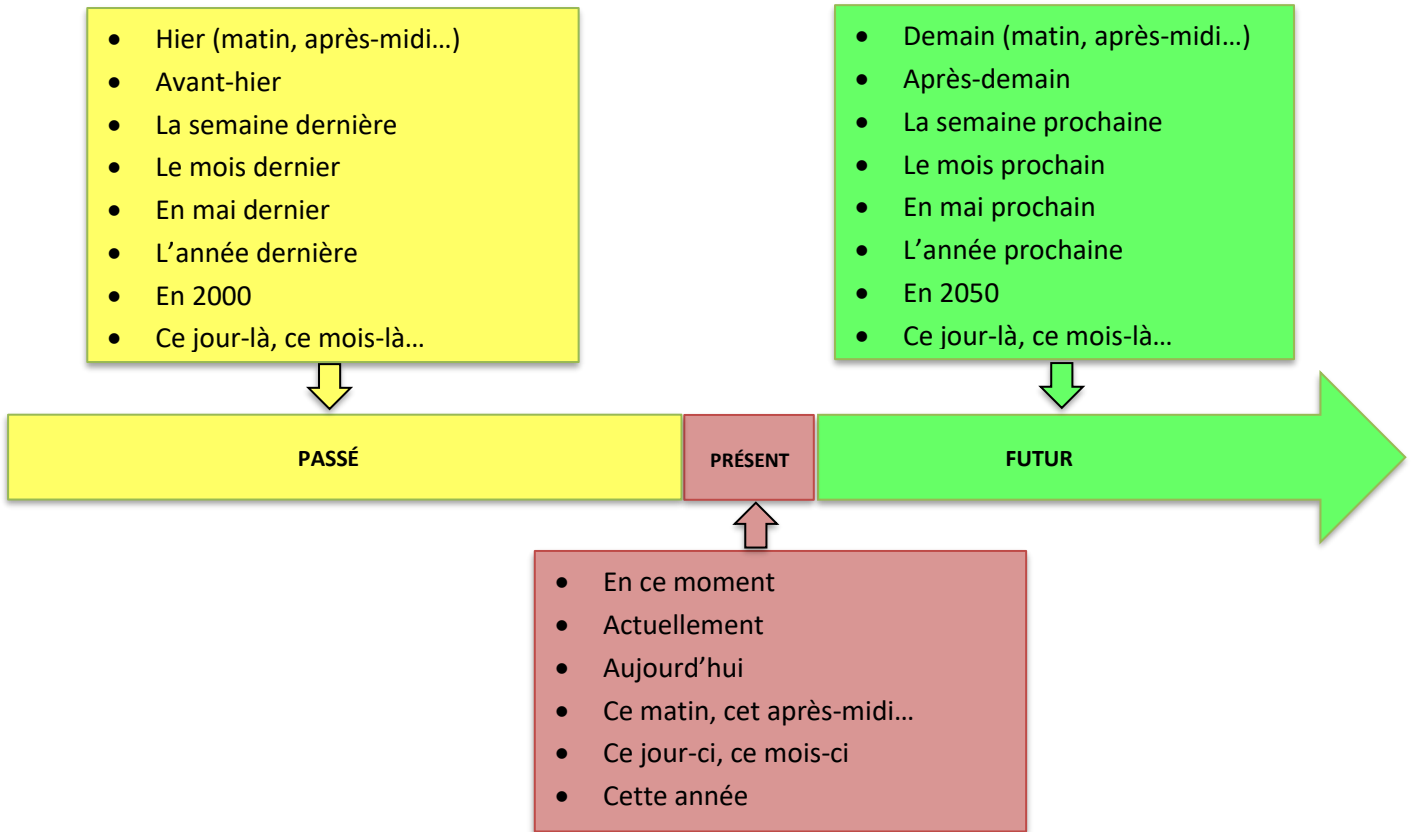 • Hier (matin, après-midi…)
• Avant-hier
• La semaine dernière
• Le mois dernier
• En mai dernier
• L’année dernière
• En 2000
• Ce jour-là, ce mois-là…
• Demain (matin, après-midi…)
• Après-demain
• La semaine prochaine
• Le mois prochain
• En mai prochain
• L’année prochaine
• En 2050
• Ce jour-là, ce mois-là…
PASSÉ
PRÉSENT
FUTUR
• En ce moment
• Actuellement
• Aujourd’hui
• Ce matin, cet après-midi…
• Ce jour-ci, ce mois-ci
• Cette année